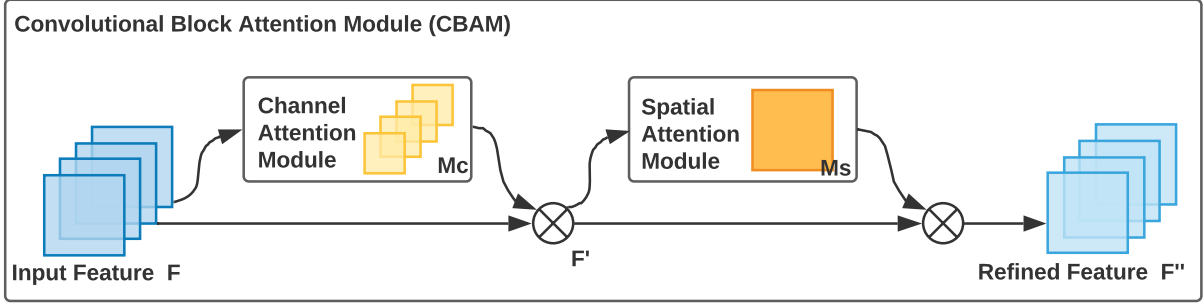 Convolutional Block Attention Module (CBAM)
Channel
Attention
Module
Mc
Spatial
Attention
Module
Ms
Input Feature F
F'
Refined Feature F''